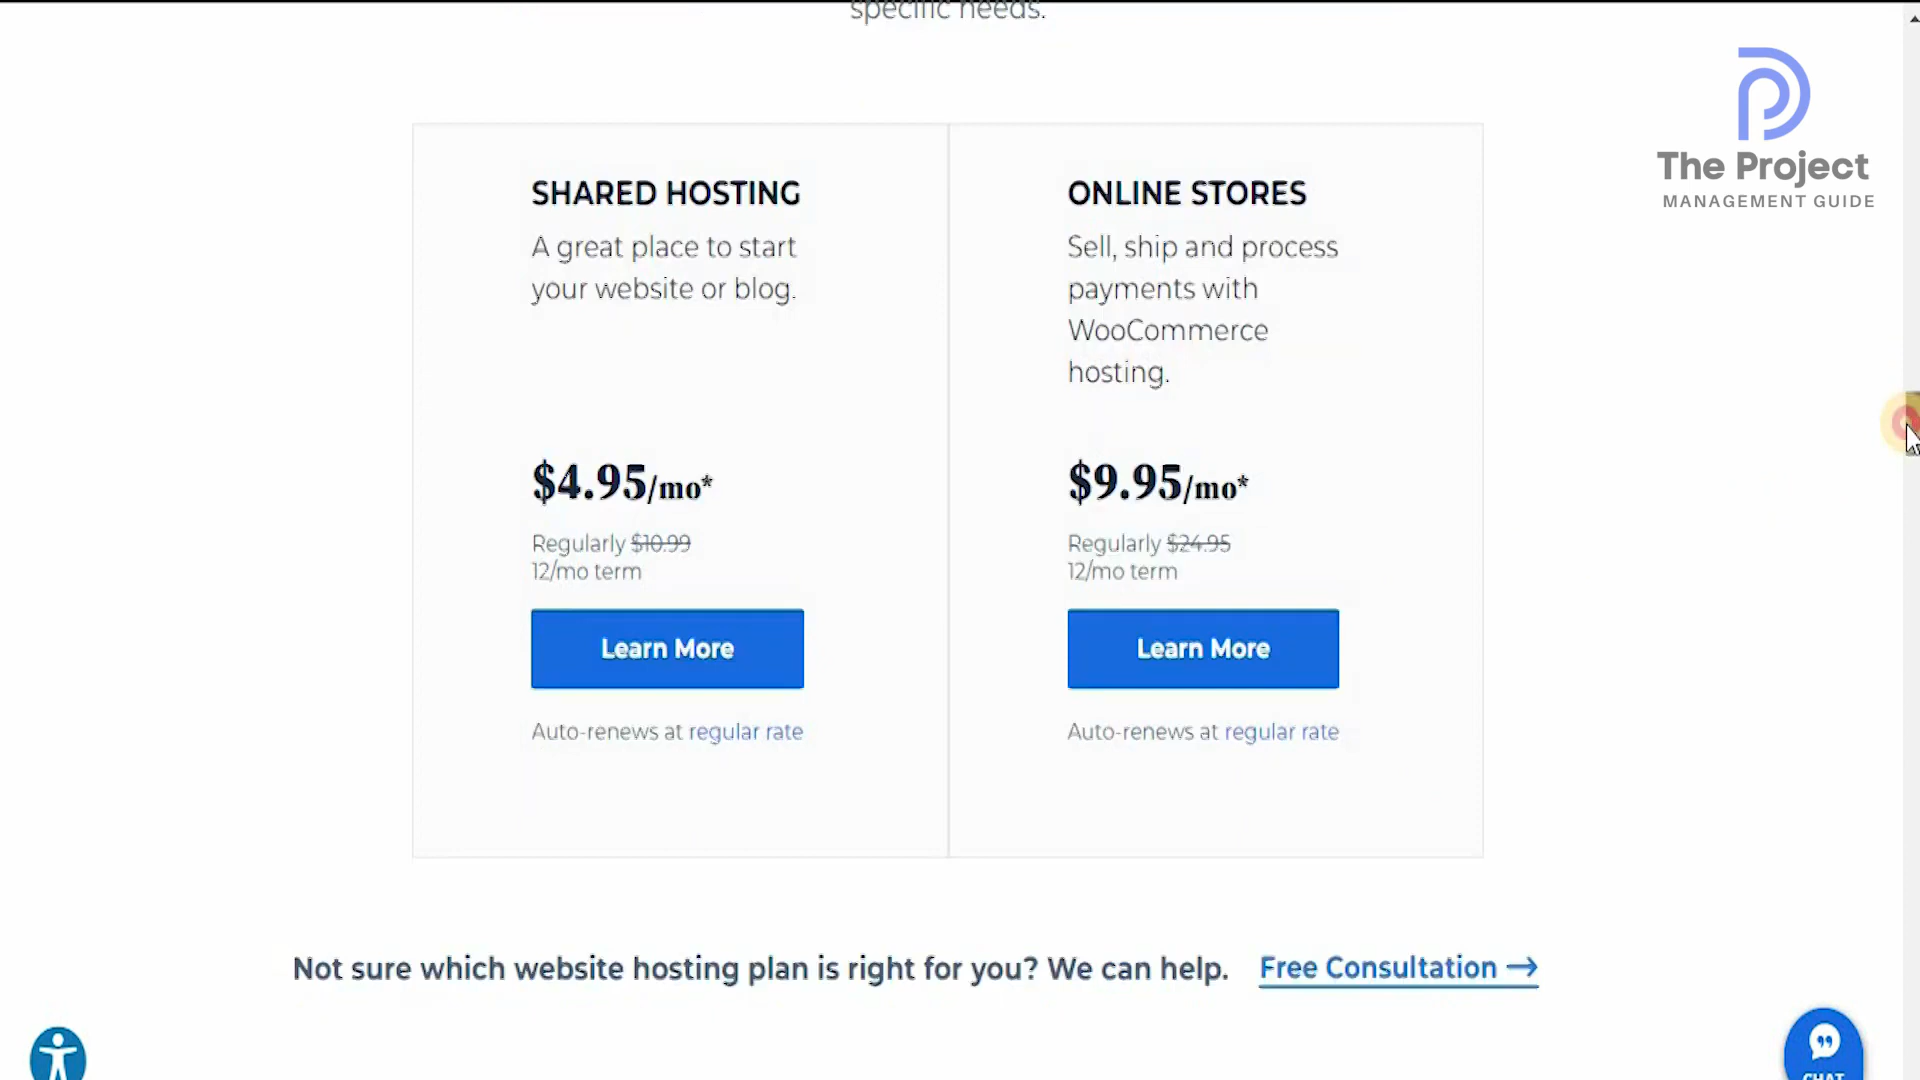 specific needs.
The Project
MANAGEMENT GUIDE
SHARED HOSTING
A great place to start
your website or blog.
$4.95/mo*
Regularly $10.99
12/mo term
Learn More
Auto-renews at regular rate
ONLINE STORES
Sell, ship and process
payments with
WooCommerce
hosting.
$9.95/mo*
Regularly $24.95
12/mo term
Learn More
Auto-renews at regular rate
Not sure which website hosting plan is right for you? We can help. Free Consultation →
CHAT